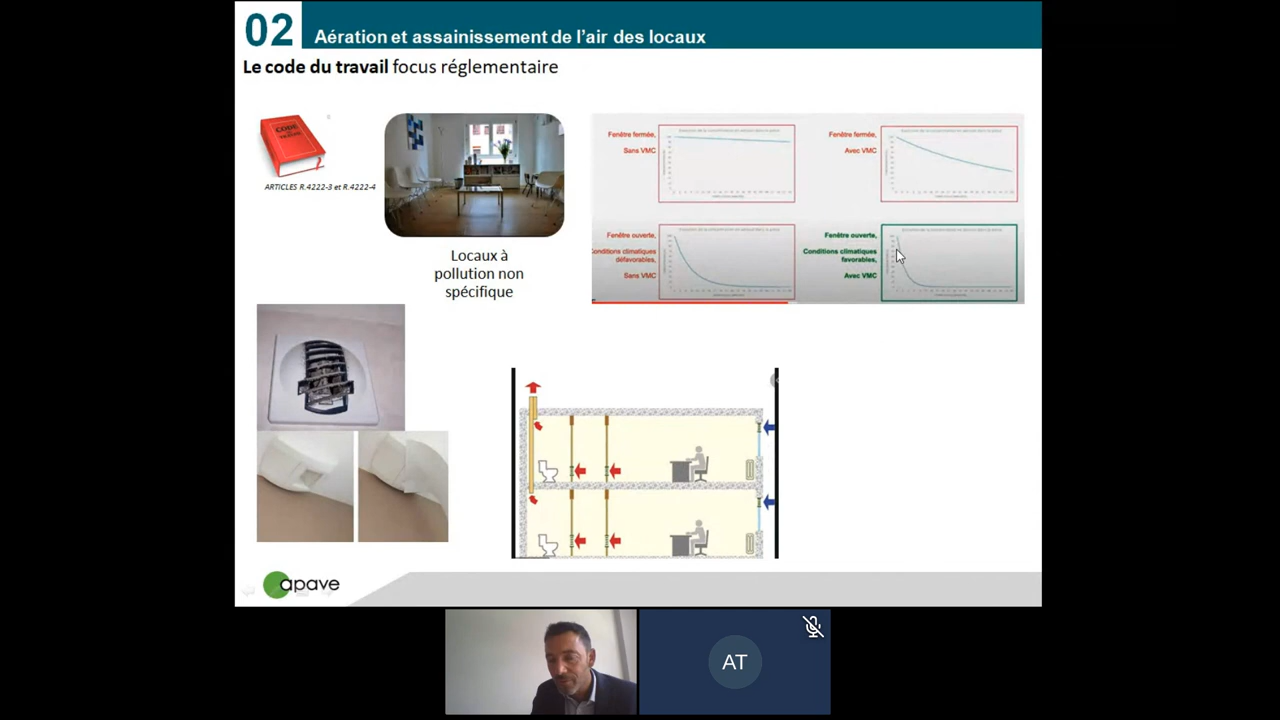 02
Aération et assainissement de l'air des locaux
Le code du travail focus réglementaire
CODE
ARTICLES R.4222-3 et R.4222-4
Locaux à
pollution non
spécifique
Fenêtre fermée,
Sans VMC
Fenêtre fermée,
Avec VMC
Fenêtre ouverte,
Conditions climatiques
défavorables,
Sans VMC
Fenêtre ouverte,
Conditions climatiques
favorables,
Avec VMC
apave
AT